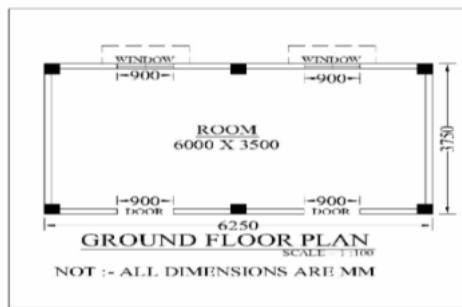 WINDOW WINDOW
900 900
ROOM
6000 X 3500
3750
900 900
DOOR DOOR
6250
GROUND FLOOR PLAN
SCALE - 1:100
NOT :- ALL DIMENSIONS ARE MM